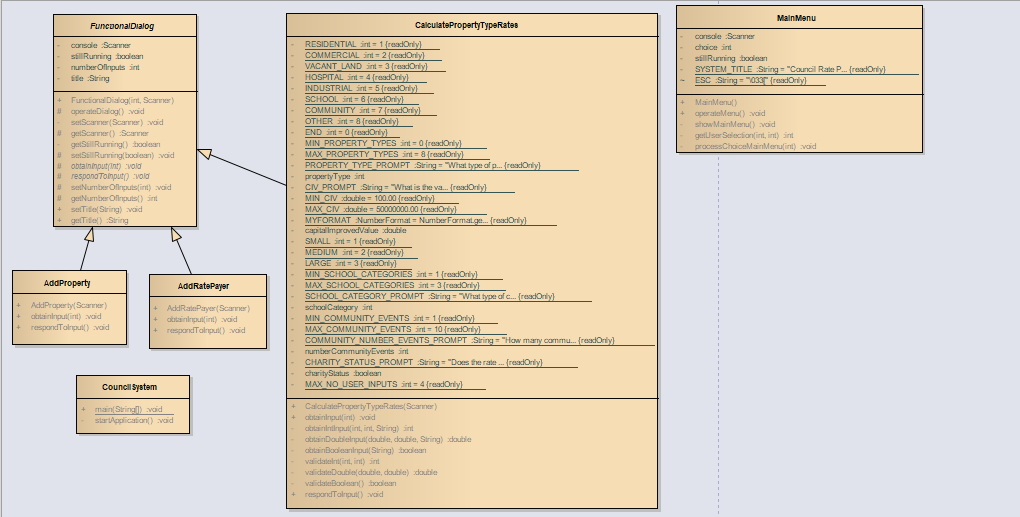 FunctionalDialog
- console :Scanner
- stillRunning :boolean
- numberOfInputs :int
- title :String
+ FunctionalDialog(int, Scanner)
# operateDialog() :void
- setScanner(Scanner) :void
# getScanner() :Scanner
- getStillRunning() :boolean
# setStillRunning(boolean) :void
# obtainInput(int) :void
# respondToInput() :void
- setNumberOfInputs(int) :void
# getNumberOfInputs() :int
+ setTitle(String) :void
+ getTitle() :String
AddProperty
+ AddProperty(Scanner)
+ obtainInput(int) :void
+ respondToInput() :void
AddRatePayer
+ AddRatePayer(Scanner)
+ obtainInput(int) :void
+ respondToInput() :void
CouncilSystem
+ main(String[]) :void
- startApplication() :void
CalculatePropertyTypeRates
- RESIDENTIAL :int = 1 {readOnly}
- COMMERCIAL :int = 2 {readOnly}
- VACANT_LAND :int = 3 {readOnly}
- HOSPITAL :int = 4 {readOnly}
- INDUSTRIAL :int = 5 {readOnly}
- SCHOOL :int = 6 {readOnly}
- COMMUNITY :int = 7 {readOnly}
- OTHER :int = 8 {readOnly}
- END :int = 0 {readOnly}
- MIN_PROPERTY_TYPES :int = 0 {readOnly}
- MAX_PROPERTY_TYPES :int = 8 {readOnly}
- PROPERTY_TYPE_PROMPT :String = "What type of p... {readOnly}
- propertyType :int
- CIV_PROMPT :String = "What is the va... {readOnly}
- MIN_CIV :double = 100.00 {readOnly}
- MAX_CIV :double = 50000000.00 {readOnly}
- MYFORMAT :NumberFormat = NumberFormat.ge... {readOnly}
- capitalImprovedValue :double
- SMALL :int = 1 {readOnly}
- MEDIUM :int = 2 {readOnly}
- LARGE :int = 3 {readOnly}
- MIN_SCHOOL_CATEGORIES :int = 1 {readOnly}
- MAX_SCHOOL_CATEGORIES :int = 3 {readOnly}
- SCHOOL_CATEGORY_PROMPT :String = "What type of c... {readOnly}
- schoolCategory :int
- MIN_COMMUNITY_EVENTS :int = 1 {readOnly}
- MAX_COMMUNITY_EVENTS :int = 10 {readOnly}
- COMMUNITY_NUMBER_EVENTS_PROMPT :String = "How many commu... {readOnly}
- numberCommunityEvents :int
- CHARITY_STATUS_PROMPT :String = "Does the rate ... {readOnly}
- charityStatus :boolean
- MAX_NO_USER_INPUTS :int = 4 {readOnly}
+ CalculatePropertyTypeRates(Scanner)
+ obtainInput(int) :void
- obtainIntInput(int, int, String) :int
- obtainDoubleInput(double, double, String) :double
- obtainBooleanInput(String) :boolean
- validateInt(int, int) :int
- validateDouble(double, double) :double
- validateBoolean() :boolean
+ respondToInput() :void
MainMenu
- console :Scanner
- choice :int
- stillRunning :boolean
- SYSTEM_TITLE :String = "Council Rate P... {readOnly}
~ ESC :String = "\033[" {readOnly}
+ MainMenu()
+ operateMenu() :void
- showMainMenu() :void
- getUserSelection(int, int) :int
- processChoiceMainMenu(int) :void